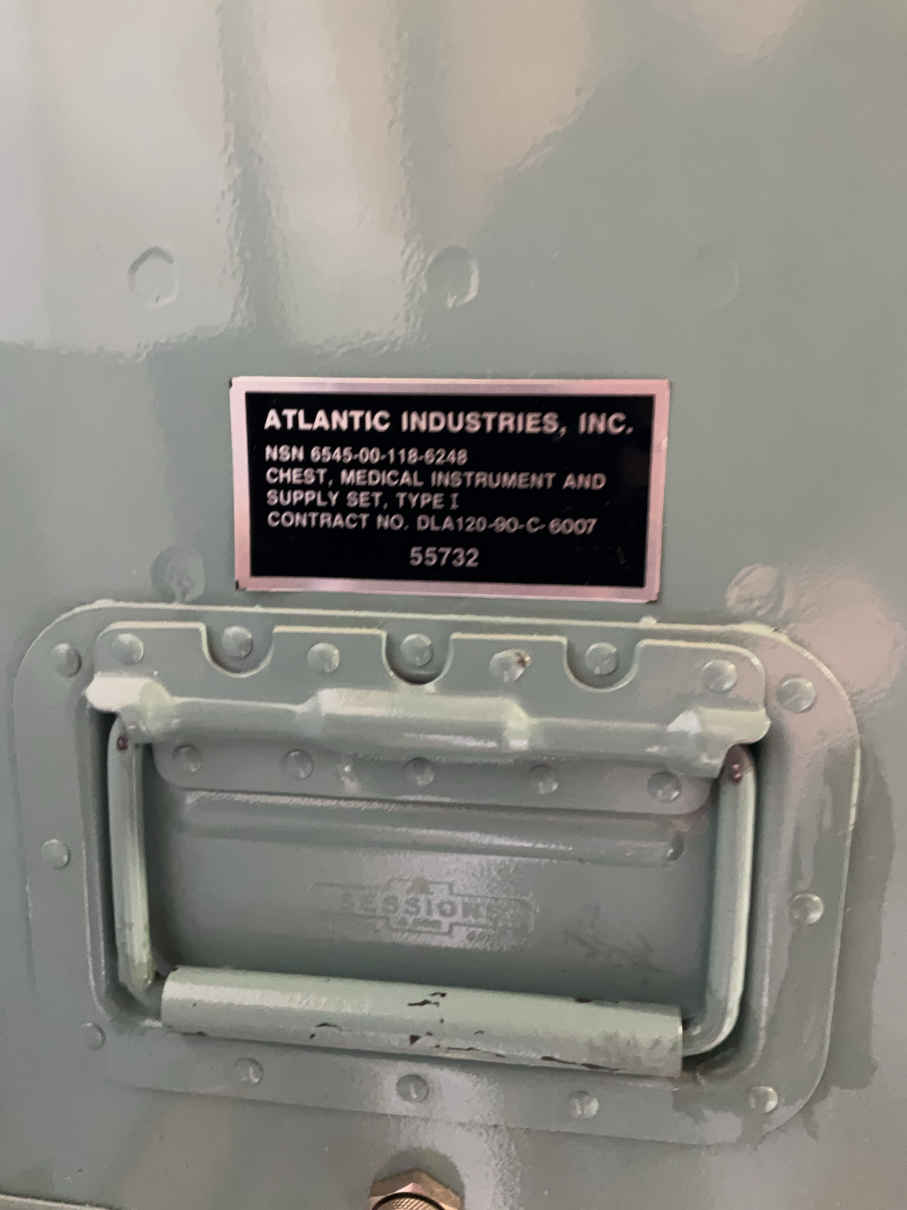 ATLANTIC INDUSTRIES, INC.
NSN 6545-00-118-6248
CHEST, MEDICAL INSTRUMENT AND
SUPPLY SET, TYPE I
CONTRACT NO. DLA120-90-C-6007
55732
SESSIONS